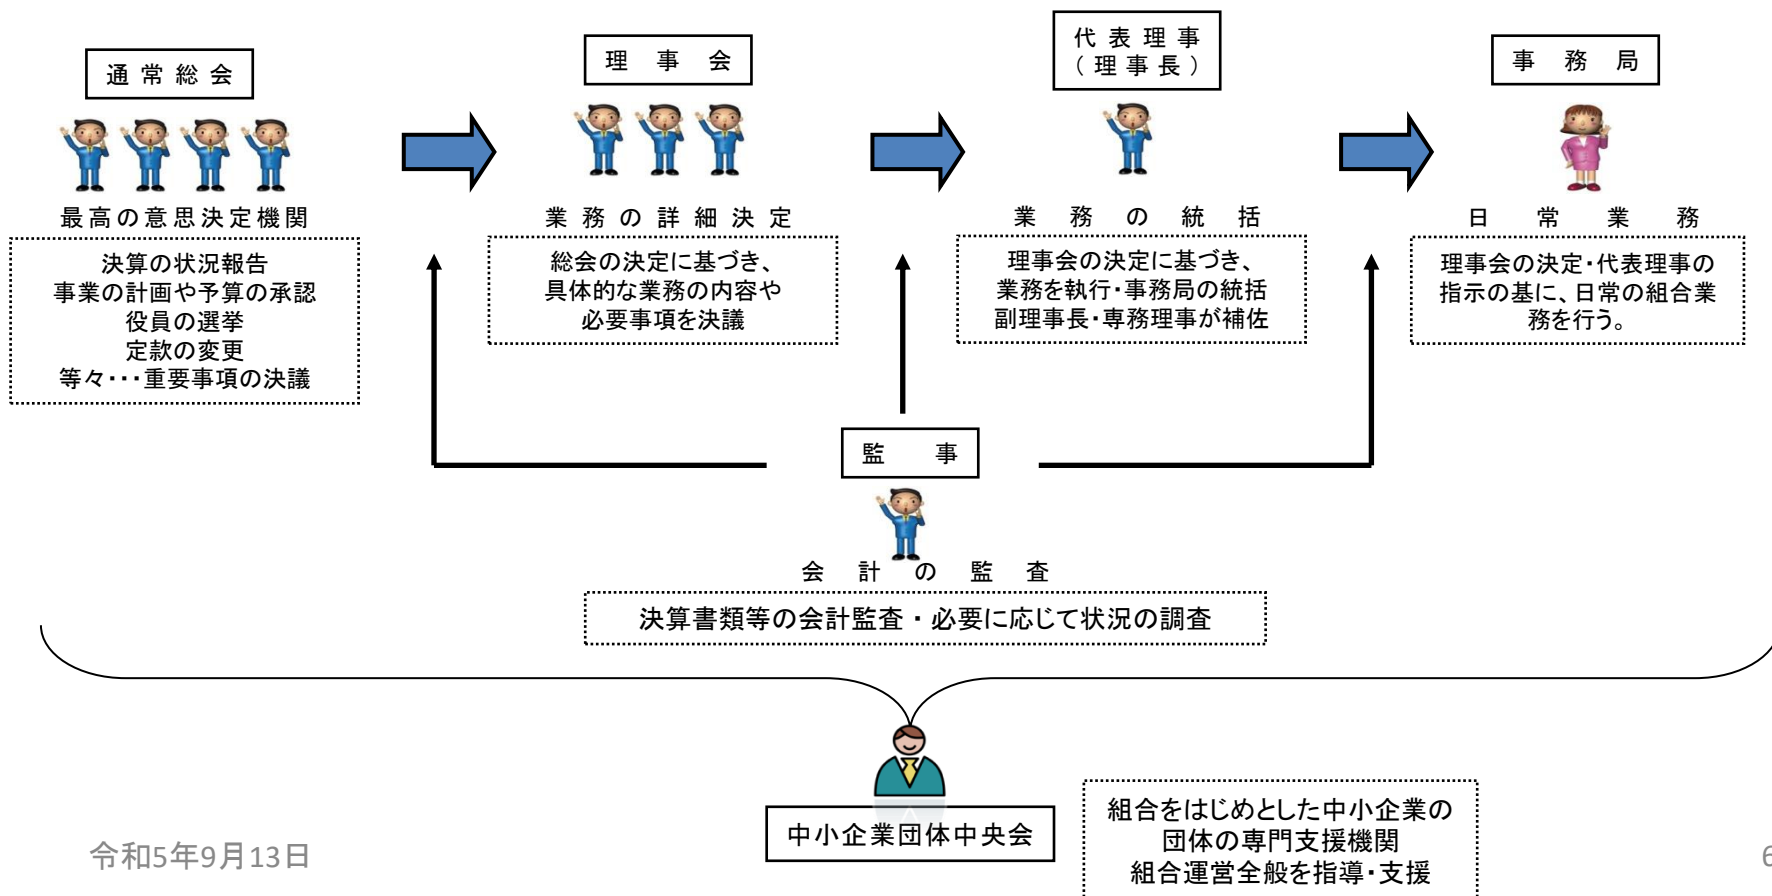 通常総会
最高の意思決定機関
決算の状況報告
事業の計画や予算の承認
役員の選挙
定款の変更
等々・・・重要事項の決議
理事会
業務の詳細決定
総会の決定に基づき、
具体的な業務の内容や
必要事項を決議
代表理事
(理事長)
業務の統括
理事会の決定に基づき、
業務を執行・事務局の統括
副理事長・専務理事が補佐
事務局
日常業務
理事会の決定・代表理事の
指示の基に、日常の組合業
務を行う。
監事
会計の監査
決算書類等の会計監査・必要に応じて状況の調査
中小企業団体中央会
組合をはじめとした中小企業の
団体の専門支援機関
組合運営全般を指導・支援
令和5年9月13日
6